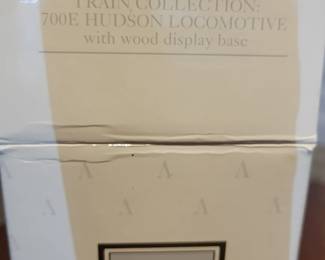 TRAIN COLLECTION:
700E HUDSON LOCOMOTIVE
with wood display base